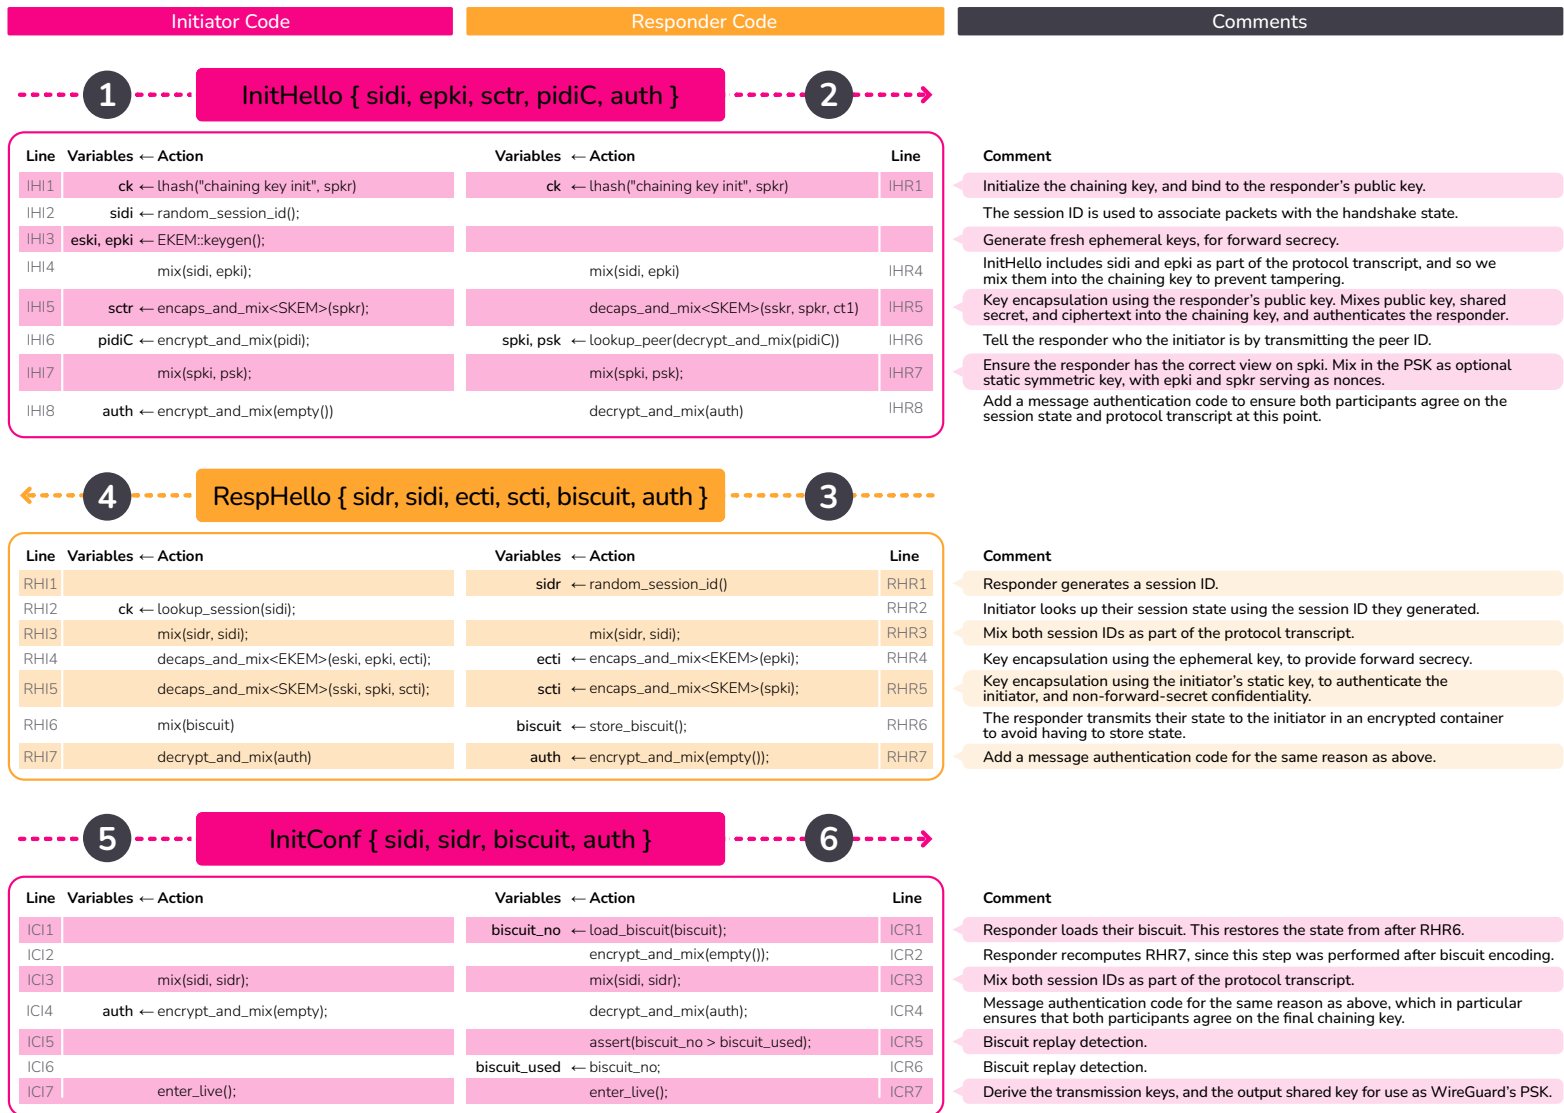 Initiator Code Responder Code Comments
1 InitHello { sidi, epki, sctr, pidiC, auth } 2
Line Variables ← Action Variables ← Action Line Comment
IHI1 ck ← lhash("chaining key init", spkr) ck ← lhash("chaining key init", spkr) IHR1 Initialize the chaining key, and bind to the responder's public key.
IHI2 sidi ← random_session_id(); The session ID is used to associate packets with the handshake state.
IHI3 eski, epki ← EKEM::keygen(); Generate fresh ephemeral keys, for forward secrecy.
IHI4 mix(sidi, epki); mix(sidi, epki) IHR4 InitHello includes sidi and epki as part of the protocol transcript, and so we
mix them into the chaining key to prevent tampering.
IHI5 sctr ← encaps_and_mix<SKEM>(spkr); decaps_and_mix<SKEM>(sskr, spkr, ct1) IHR5 Key encapsulation using the responder's public key. Mixes public key, shared
secret, and ciphertext into the chaining key, and authenticates the responder.
IHI6 pidiC ← encrypt_and_mix(pidi); spki, psk ← lookup_peer(decrypt_and_mix(pidiC)) IHR6 Tell the responder who the initiator is by transmitting the peer ID.
IHI7 mix(spki, psk); mix(spki, psk); IHR7 Ensure the responder has the correct view on spki. Mix in the PSK as optional
static symmetric key, with epki and spkr serving as nonces.
IHI8 auth ← encrypt_and_mix(empty()) decrypt_and_mix(auth) IHR8 Add a message authentication code to ensure both participants agree on the
session state and protocol transcript at this point.
4 RespHello { sidr, sidi, ecti, scti, biscuit, auth } 3
Line Variables ← Action Variables ← Action Line Comment
RHI1 sidr ← random_session_id() RHR1 Responder generates a session ID.
RHI2 ck ← lookup_session(sidi); RHR2 Initiator looks up their session state using the session ID they generated.
RHI3 mix(sidr, sidi); mix(sidr, sidi); RHR3 Mix both session IDs as part of the protocol transcript.
RHI4 decaps_and_mix<EKEM>(eski, epki, ecti); ecti ← encaps_and_mix<EKEM>(epki); RHR4 Key encapsulation using the ephemeral key, to provide forward secrecy.
RHI5 decaps_and_mix<SKEM>(sski, spki, scti); scti ← encaps_and_mix<SKEM>(spki); RHR5 Key encapsulation using the initiator's static key, to authenticate the
initiator, and non-forward-secret confidentiality.
RHI6 mix(biscuit) biscuit ← store_biscuit(); RHR6 The responder transmits their state to the initiator in an encrypted container
to avoid having to store state.
RHI7 decrypt_and_mix(auth) auth ← encrypt_and_mix(empty()); RHR7 Add a message authentication code for the same reason as above.
5 InitConf { sidi, sidr, biscuit, auth } 6
Line Variables ← Action Variables ← Action Line Comment
ICI1 biscuit_no ← load_biscuit(biscuit); ICR1 Responder loads their biscuit. This restores the state from after RHR6.
ICI2 encrypt_and_mix(empty()); ICR2 Responder recomputes RHR7, since this step was performed after biscuit encoding.
ICI3 mix(sidi, sidr); mix(sidi, sidr); ICR3 Mix both session IDs as part of the protocol transcript.
ICI4 auth ← encrypt_and_mix(empty); decrypt_and_mix(auth); ICR4 Message authentication code for the same reason as above, which in particular
ensures that both participants agree on the final chaining key.
ICI5 assert(biscuit_no > biscuit_used); ICR5 Biscuit replay detection.
ICI6 biscuit_used ← biscuit_no; ICR6 Biscuit replay detection.
ICI7 enter_live(); enter_live(); ICR7 Derive the transmission keys, and the output shared key for use as WireGuard's PSK.